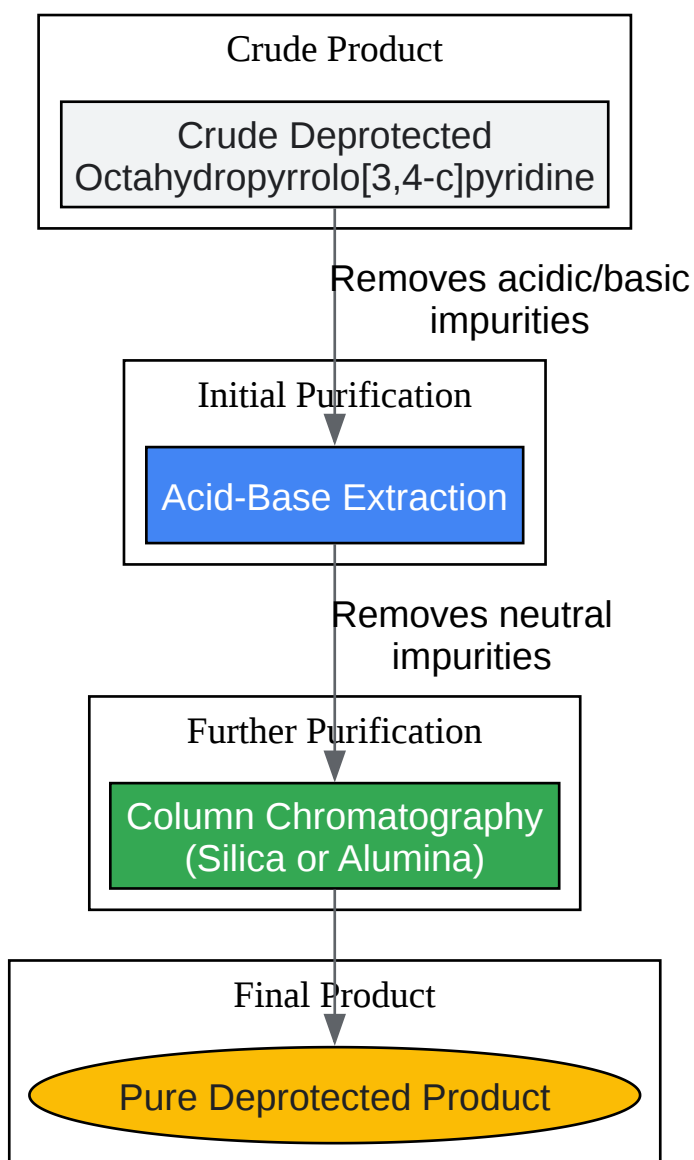 Crude Product
Crude Deprotected
Octahydropyrrolo[3,4-c]pyridine
Removes acidic/basic
impurities
Initial Purification
Acid-Base Extraction
Removes neutral
impurities
Further Purification
Column Chromatography
(Silica or Alumina)
Final Product
Pure Deprotected Product